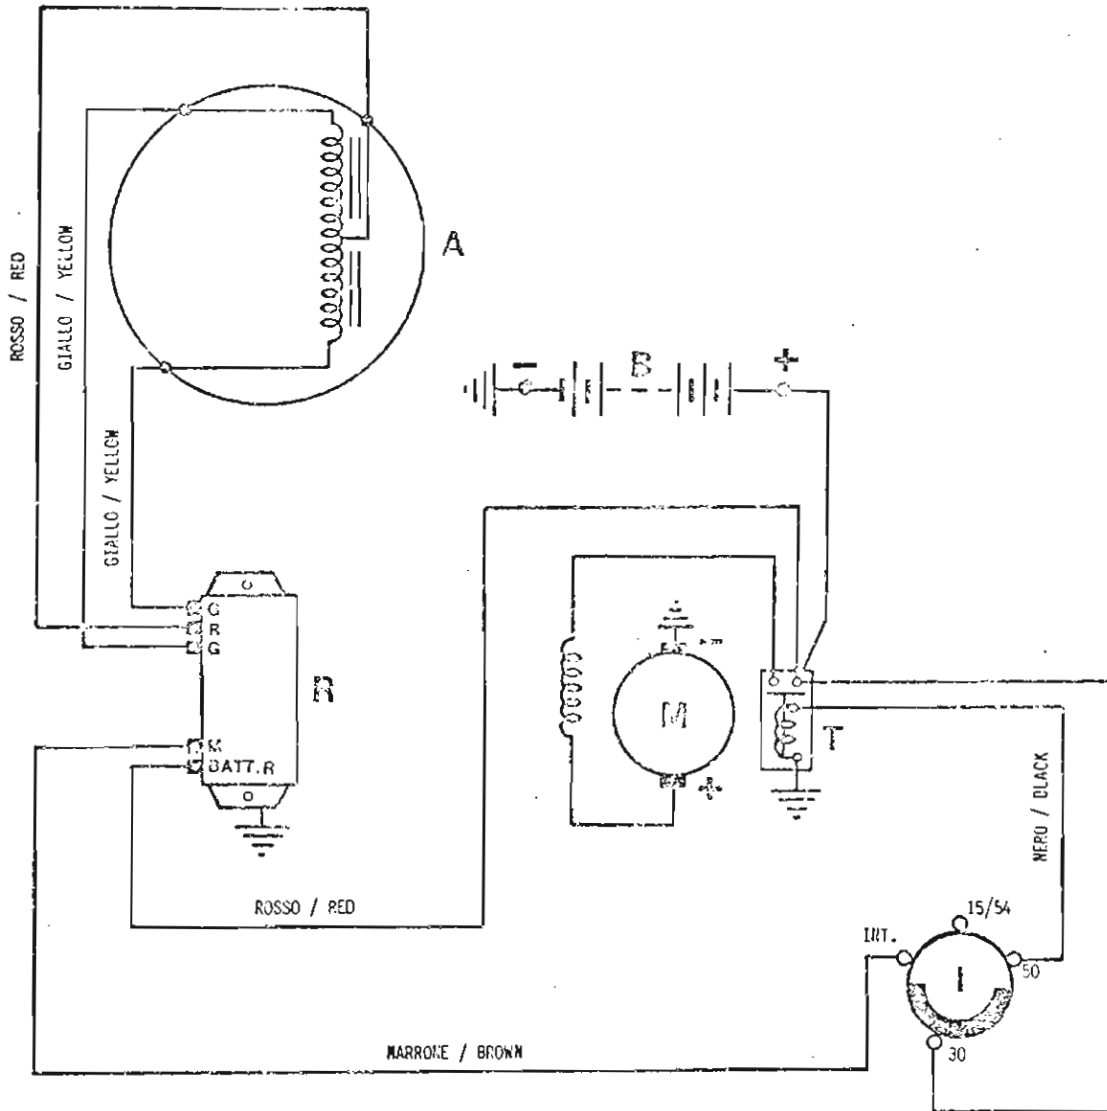 A
ROSSO / RED
GIALLO / YELLOW
- B +
GIALLO / YELLOW
G
R
G
R
M
-
M
T
BATT.R
+
NERO / BLACK
ROSSO / RED
15/54
INT.
50
I
30
MARRONE / BROWN